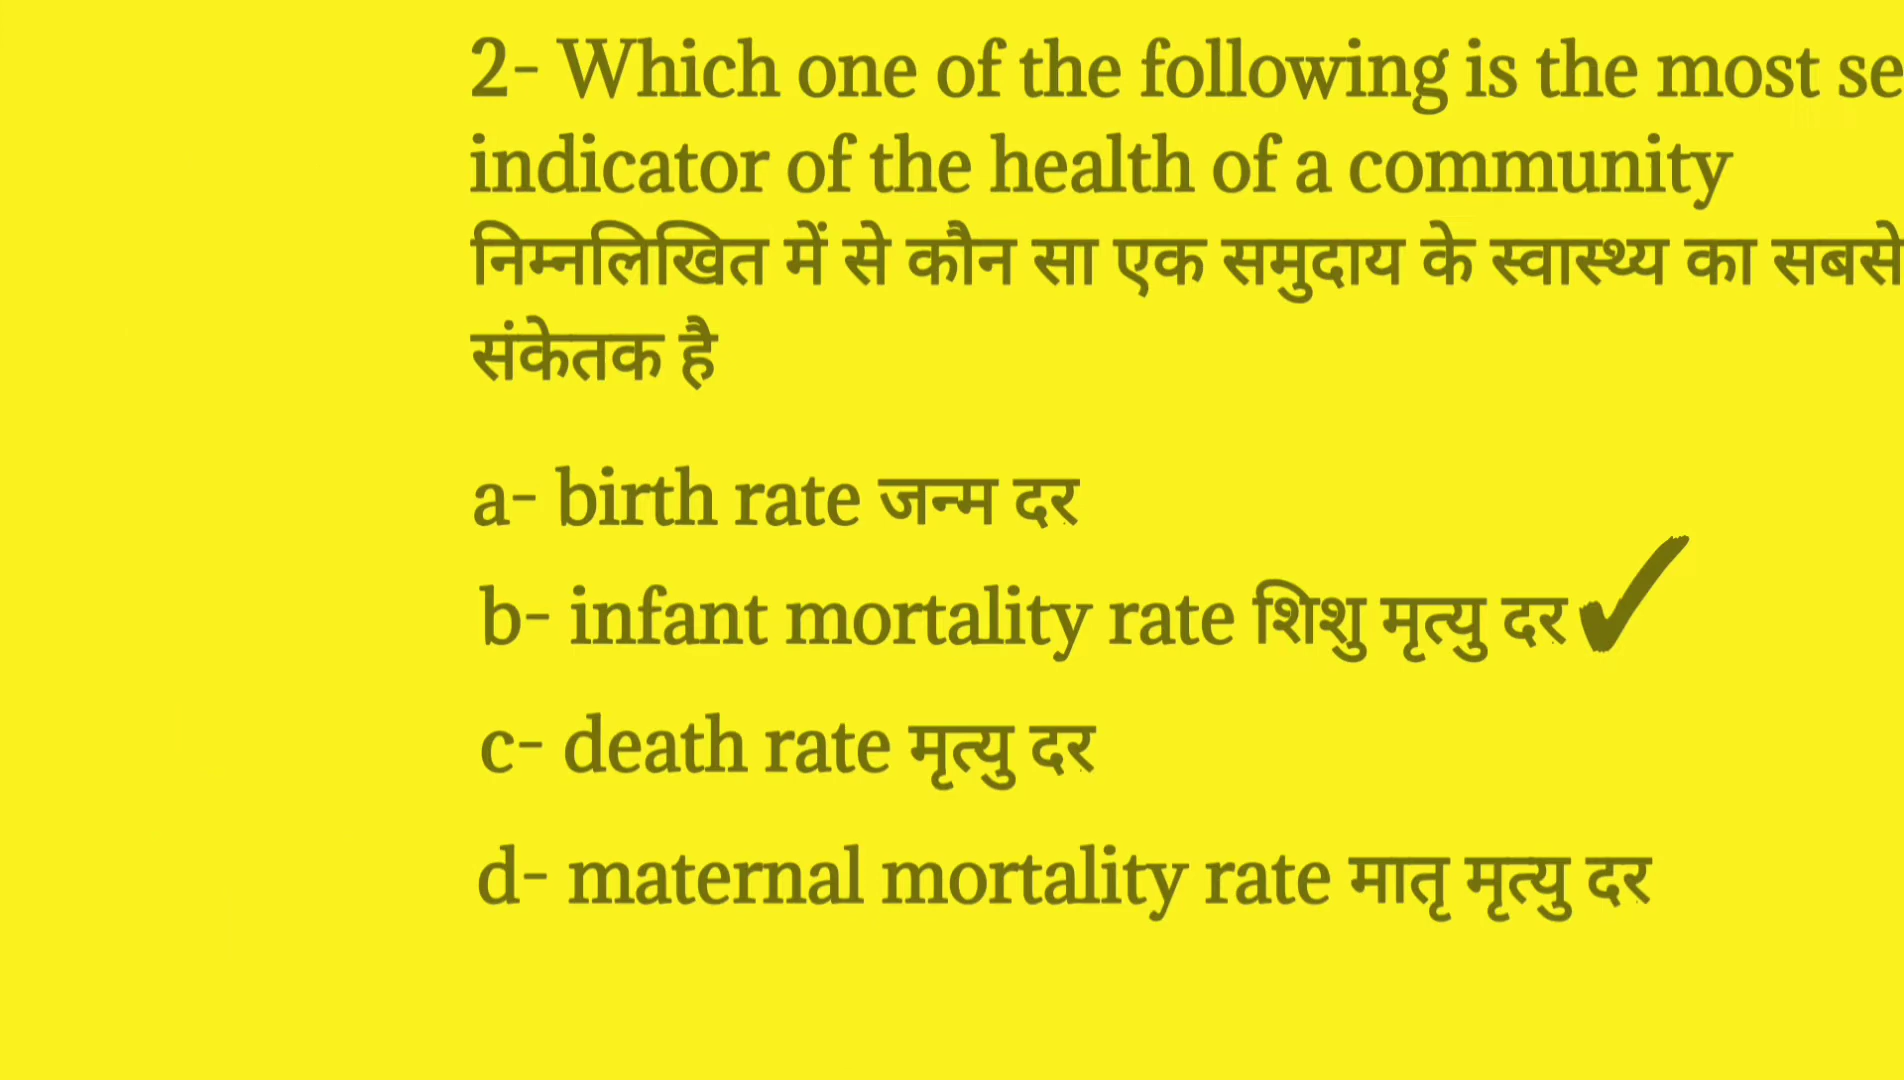 2- Which one of the following is the most se
indicator of the health of a community
निम्नलिखित में से कौन सा एक समुदाय के स्वास्थ्य का सबसे
संकेतक है
a- birth rate जन्म दर
b- infant mortality rate शिशु मृत्यु दर✓
c- death rate मृत्यु दर
d- maternal mortality rate मातृ मृत्यु दर